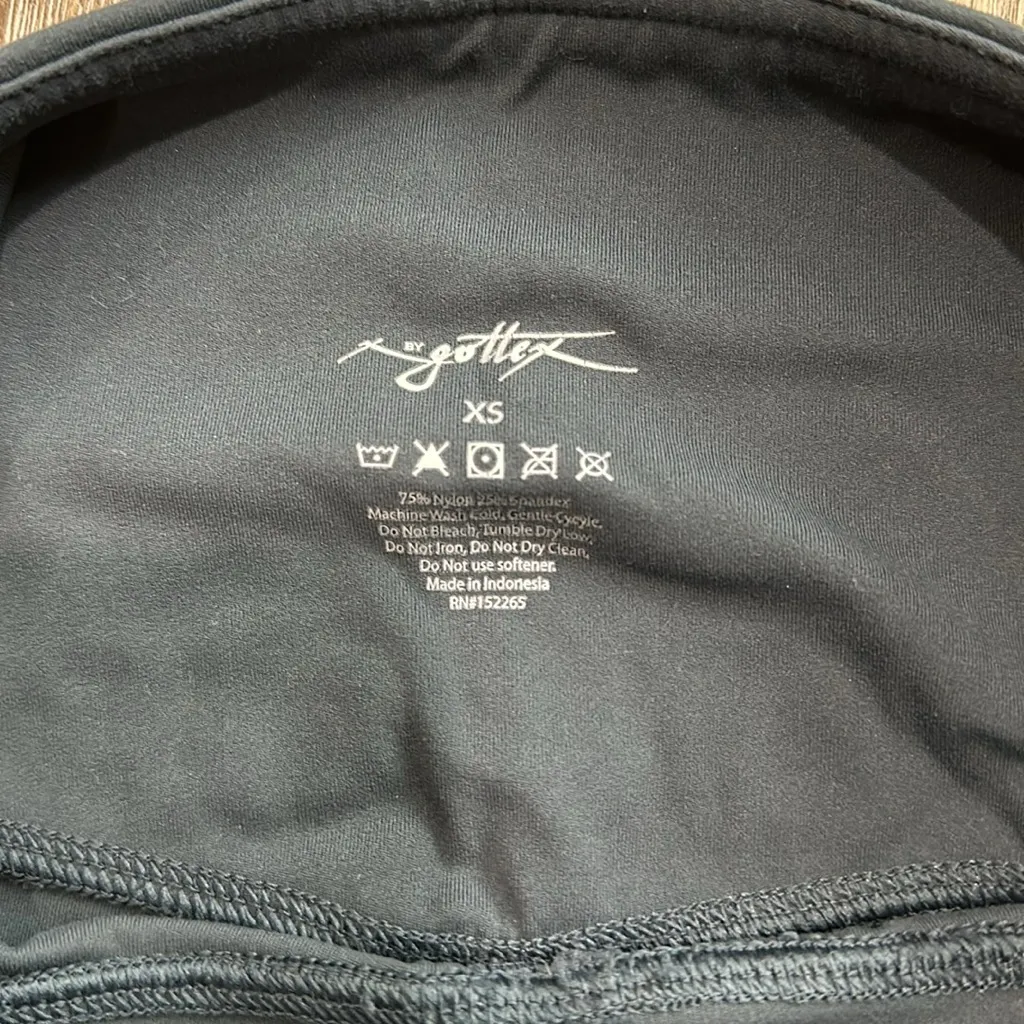 X BY gottex
XS
75% Nylon 25% Spandex
Machine Wash Cold, Gentle Cycyle,
Do Not Bleach, Tumble Dry Low,
Do Not Iron, Do Not Dry Clean,
Do Not use softener.
Made in Indonesia
RN#152265